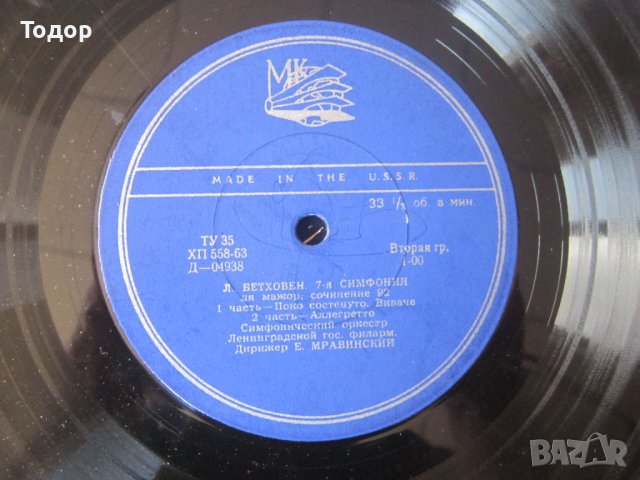 Тодор
МК
MADE IN THE U.S.S.R.
33 ⅓ об. в мин.
ТУ 35
ХП 558-63
Д—04938
Вторая гр.
1-00
Л. БЕТХОВЕН. 7-я СИМФОНИЯ
ля мажор, сочинение 92
1 часть—Поко состенуто. Виваче
2 часть—Аллегретто
Симфонический оркестр
Ленинградской гос. филарм.
Дирижер Е. МРАВИНСКИЙ
BAZAR